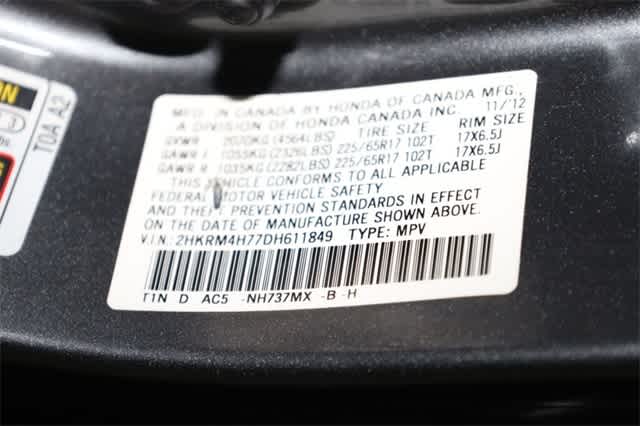 ON
TOA A2
MFD. IN CANADA BY HONDA OF CANADA MFG.,
A DIVISION OF HONDA CANADA INC. 11/'12
GVWR 2070KG(4564LBS) TIRE SIZE RIM SIZE
GAWR F 1055KG(2326LBS) 225/65R17 102T 17X6.5J
GAWR R 1035KG(2282LBS) 225/65R17 102T 17X6.5J
THIS VEHICLE CONFORMS TO ALL APPLICABLE
FEDERAL MOTOR VEHICLE SAFETY
AND THEFT PREVENTION STANDARDS IN EFFECT
ON THE DATE OF MANUFACTURE SHOWN ABOVE.
V.I.N.: 2HKRM4H77DH611849 TYPE: MPV
T1N D AC5 -NH737MX -B -H